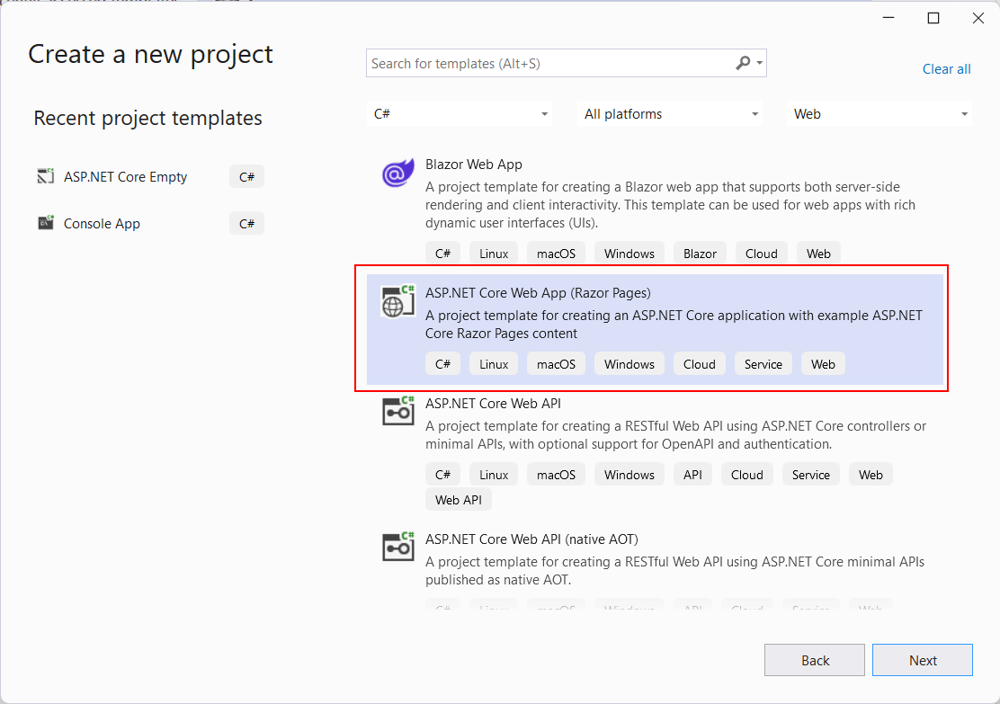 Create a new project
Search for templates (Alt+S)
Clear all
Recent project templates
C#
All platforms
Web
ASP.NET Core Empty
C#
Console App
C#
Blazor Web App
A project template for creating a Blazor web app that supports both server-side
rendering and client interactivity. This template can be used for web apps with rich
dynamic user interfaces (UIs).
C# Linux macOS Windows Blazor Cloud Web
ASP.NET Core Web App (Razor Pages)
A project template for creating an ASP.NET Core application with example ASP.NET
Core Razor Pages content
C# Linux macOS Windows Cloud Service Web
ASP.NET Core Web API
A project template for creating a RESTful Web API using ASP.NET Core controllers or
minimal APIs, with optional support for OpenAPI and authentication.
C# Linux macOS Windows API Cloud Service Web
Web API
ASP.NET Core Web API (native AOT)
A project template for creating a RESTful Web API using ASP.NET Core minimal APIs
published as native AOT.
C# Linux macOS Windows API Cloud Service Web
Back
Next